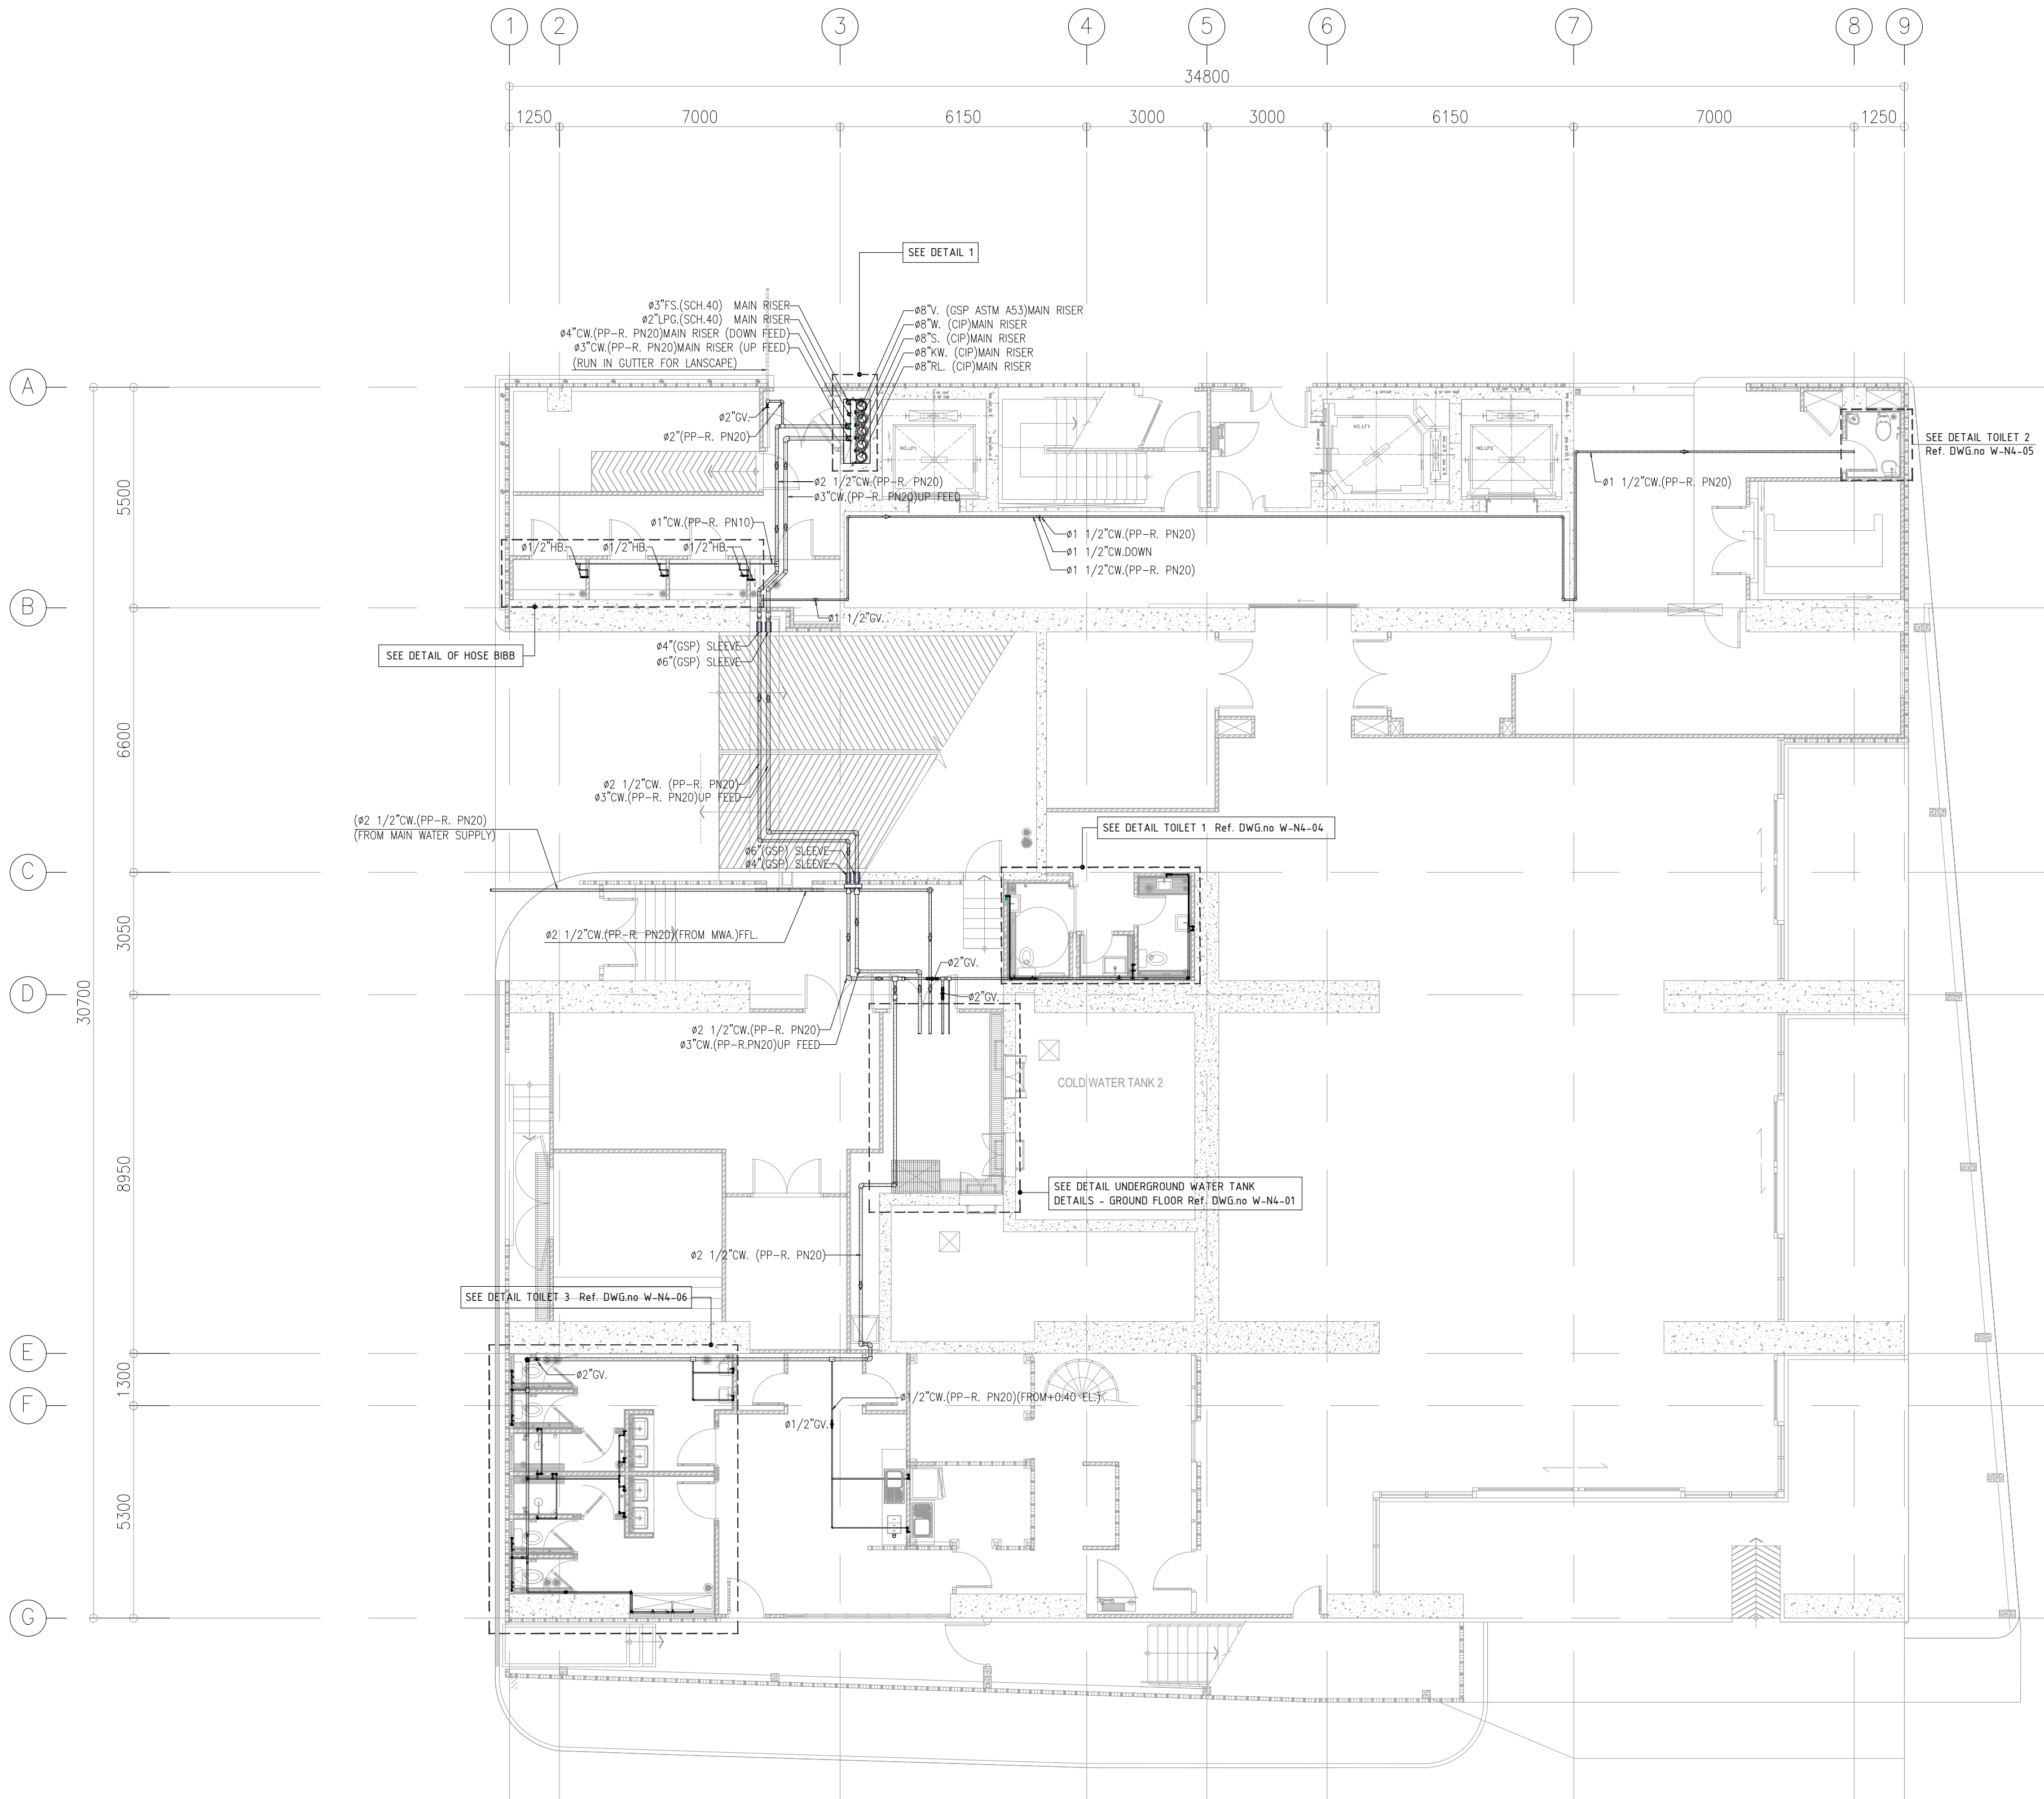 1 2 3 4 5 6 7 8 9
34800
1250 7000 6150 3000 3000 6150 7000 1250
SEE DETAIL 1
ø3"FS.(SCH.40) MAIN RISER
ø2"LPG.(SCH.40) MAIN RISER
ø4"CW.(PP-R. PN20)MAIN RISER (DOWN FEED)
ø3"CW.(PP-R. PN20)MAIN RISER (UP FEED)
(RUN IN GUTTER FOR LANSCAPE)
ø8"V. (GSP ASTM A53)MAIN RISER
ø8"W. (CIP)MAIN RISER
ø8"S. (CIP)MAIN RISER
ø8"KW. (CIP)MAIN RISER
ø8"RL. (CIP)MAIN RISER
A
ø2"GV.
ø2"(PP-R. PN20)
NO.LFP1
NO.LF1
NO.LFP2
SEE DETAIL TOILET 2
Ref. DWG.no W-N4-05
ø2 1/2"CW.(PP-R. PN20)
ø3"CW.(PP-R. PN20)UP FEED
ø1 1/2"CW.(PP-R. PN20)
5500
ø1"CW.(PP-R. PN10)
ø1/2"HB. ø1/2"HB. ø1/2"HB.
ø1 1/2"CW.(PP-R. PN20)
ø1 1/2"CW.DOWN
ø1 1/2"CW.(PP-R. PN20)
B
ø1 1/2"GV.
ø4"(GSP) SLEEVE
ø6"(GSP) SLEEVE
SEE DETAIL OF HOSE BIBB
6600
ø2 1/2"CW. (PP-R. PN20)
ø3"CW.(PP-R. PN20)UP FEED
(ø2 1/2"CW.(PP-R. PN20)
(FROM MAIN WATER SUPPLY)
SEE DETAIL TOILET 1 Ref. DWG.no W-N4-04
ø6"(GSP) SLEEVE
ø4"(GSP) SLEEVE
C
3050
ø2 1/2"CW.(PP-R. PN20)(FROM MWA.)FFL.
ø2"GV.
D
ø2"GV.
30700
ø2 1/2"CW.(PP-R. PN20)
ø3"CW.(PP-R.PN20)UP FEED
COLD WATER TANK 2
8950
SEE DETAIL UNDERGROUND WATER TANK
DETAILS - GROUND FLOOR Ref. DWG.no W-N4-01
ø2 1/2"CW. (PP-R. PN20)
SEE DETAIL TOILET 3 Ref. DWG.no W-N4-06
E
1300
ø2"GV.
F
ø1/2"CW.(PP-R. PN20)(FROM+0.40 EL.)
ø1/2"GV.
5300
G